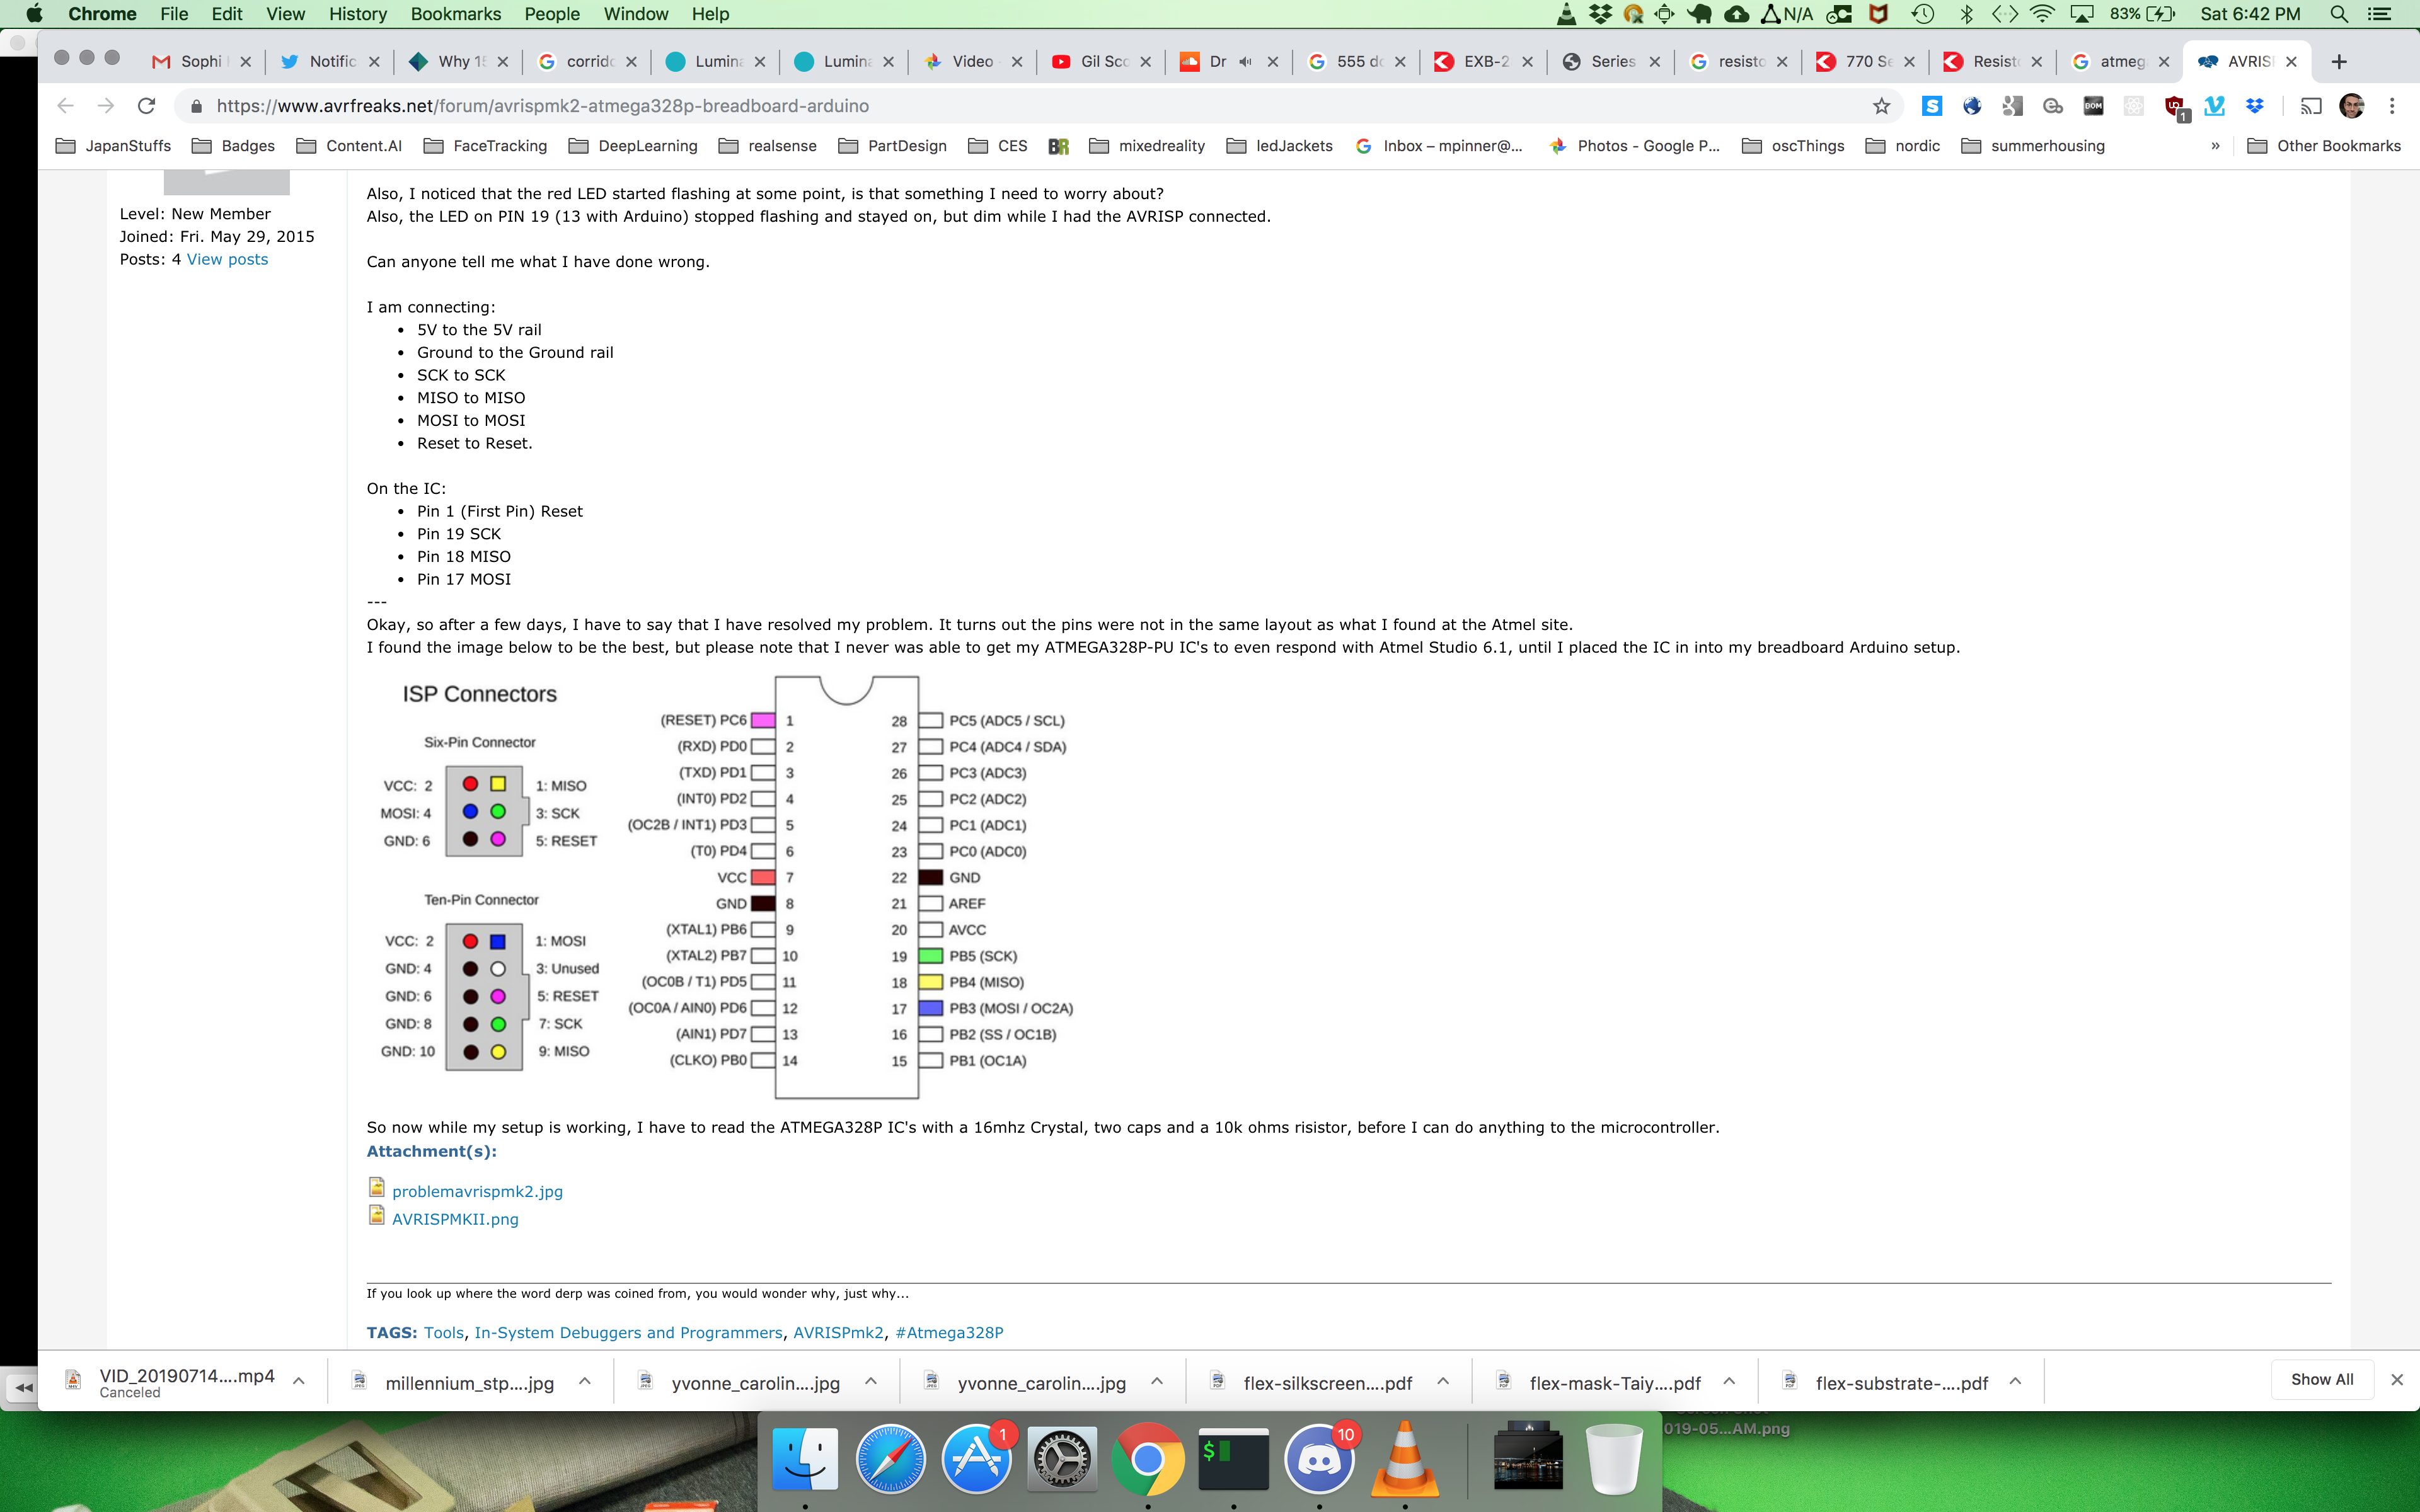 Chrome File Edit View History Bookmarks People Window Help N/A 83% Sat 6:42 PM
Sophi Notific Why 15 corrido Lumina Lumina Video Gil Sco Dr 555 do EXB-2 Series resisto 770 Se Resisto atmeg AVRIS
https://www.avrfreaks.net/forum/avrispmk2-atmega328p-breadboard-arduino
JapanStuffs Badges Content.AI FaceTracking DeepLearning realsense PartDesign CES BR mixedreality ledJackets Inbox – mpinner@... Photos - Google P... oscThings nordic summerhousing » Other Bookmarks
Level: New Member
Joined: Fri. May 29, 2015
Posts: 4 View posts
Also, I noticed that the red LED started flashing at some point, is that something I need to worry about?
Also, the LED on PIN 19 (13 with Arduino) stopped flashing and stayed on, but dim while I had the AVRISP connected.
Can anyone tell me what I have done wrong.
I am connecting:
• 5V to the 5V rail
• Ground to the Ground rail
• SCK to SCK
• MISO to MISO
• MOSI to MOSI
• Reset to Reset.
On the IC:
• Pin 1 (First Pin) Reset
• Pin 19 SCK
• Pin 18 MISO
• Pin 17 MOSI
---
Okay, so after a few days, I have to say that I have resolved my problem. It turns out the pins were not in the same layout as what I found at the Atmel site.
I found the image below to be the best, but please note that I never was able to get my ATMEGA328P-PU IC's to even respond with Atmel Studio 6.1, until I placed the IC in into my breadboard Arduino setup.
ISP Connectors
Six-Pin Connector
VCC: 2 1: MISO
MOSI: 4 3: SCK
GND: 6 5: RESET
Ten-Pin Connector
VCC: 2 1: MOSI
GND: 4 3: Unused
GND: 6 5: RESET
GND: 8 7: SCK
GND: 10 9: MISO
(RESET) PC6 1 28 PC5 (ADC5 / SCL)
(RXD) PD0 2 27 PC4 (ADC4 / SDA)
(TXD) PD1 3 26 PC3 (ADC3)
(INT0) PD2 4 25 PC2 (ADC2)
(OC2B / INT1) PD3 5 24 PC1 (ADC1)
(T0) PD4 6 23 PC0 (ADC0)
VCC 7 22 GND
GND 8 21 AREF
(XTAL1) PB6 9 20 AVCC
(XTAL2) PB7 10 19 PB5 (SCK)
(OC0B / T1) PD5 11 18 PB4 (MISO)
(OC0A / AIN0) PD6 12 17 PB3 (MOSI / OC2A)
(AIN1) PD7 13 16 PB2 (SS / OC1B)
(CLKO) PB0 14 15 PB1 (OC1A)
So now while my setup is working, I have to read the ATMEGA328P IC's with a 16mhz Crystal, two caps and a 10k ohms risistor, before I can do anything to the microcontroller.
Attachment(s):
problemavrispmk2.jpg
AVRISPMKII.png
If you look up where the word derp was coined from, you would wonder why, just why...
TAGS: Tools, In-System Debuggers and Programmers, AVRISPmk2, #Atmega328P
VID_20190714....mp4 millennium_stp....jpg yvonne_carolin....jpg yvonne_carolin....jpg flex-silkscreen....pdf flex-mask-Taiy....pdf flex-substrate-....pdf Show All
Canceled
019-05...AM.png
1 10